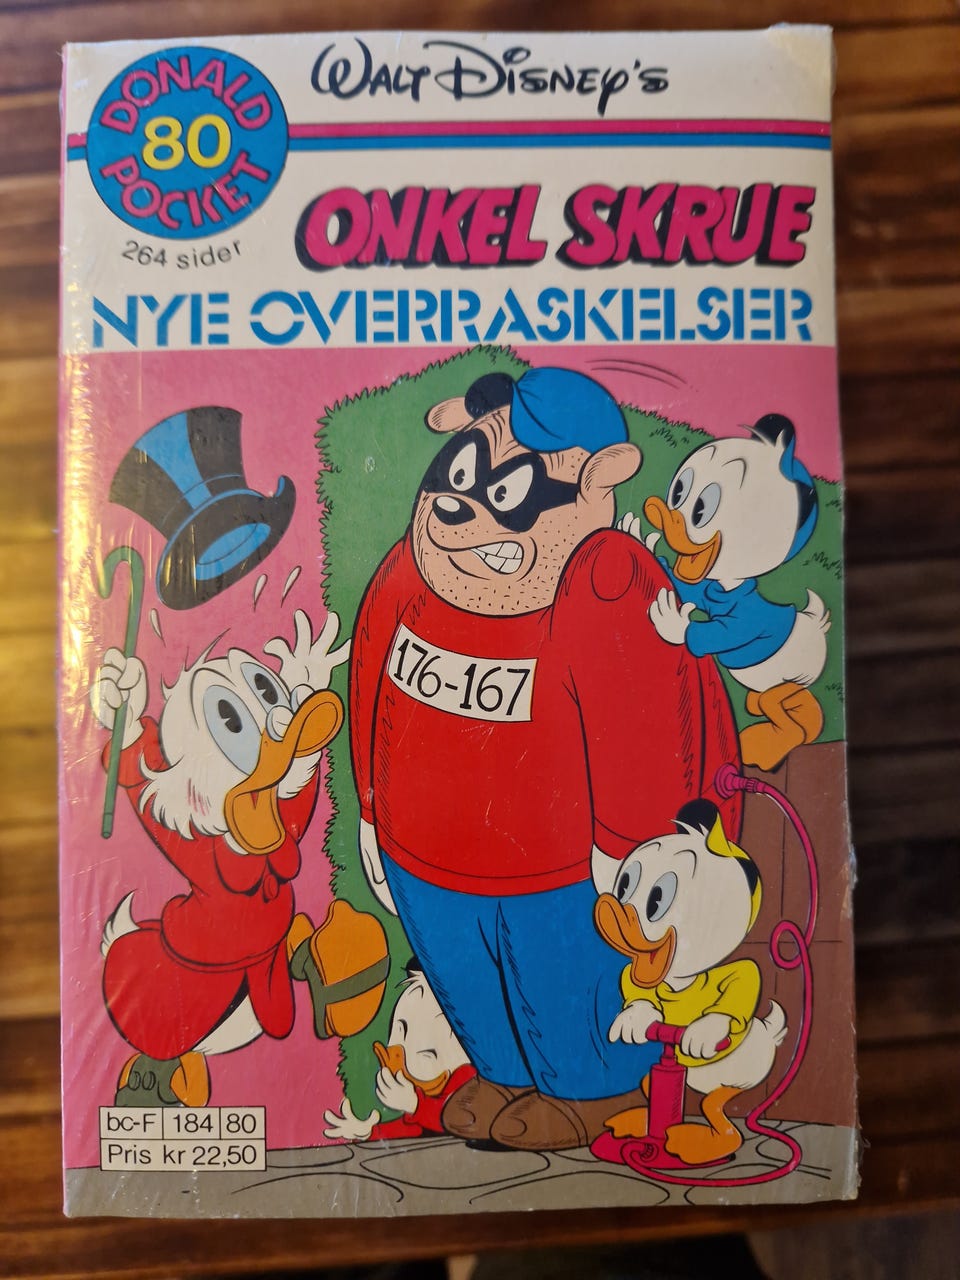 DONALD
80
POCKET
264 sider
WALT DISNEY'S
ONKEL SKRUE
NYE OVERRASKELSER
176-167
bc-F 184 80
Pris kr 22,50